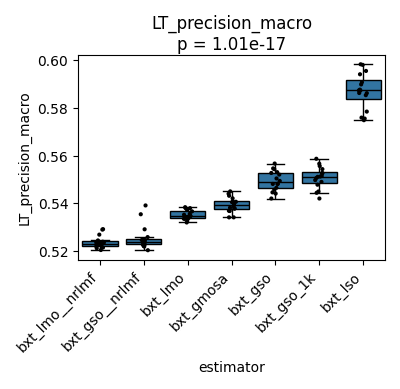 LT_precision_macro
p = 1.01e-17
LT_precision_macro
0.60
0.58
0.56
0.54
0.52
bxt_lmo__nrlmf
bxt_gso__nrlmf
bxt_lmo
bxt_gmosa
bxt_gso
bxt_gso_1k
bxt_lso
estimator